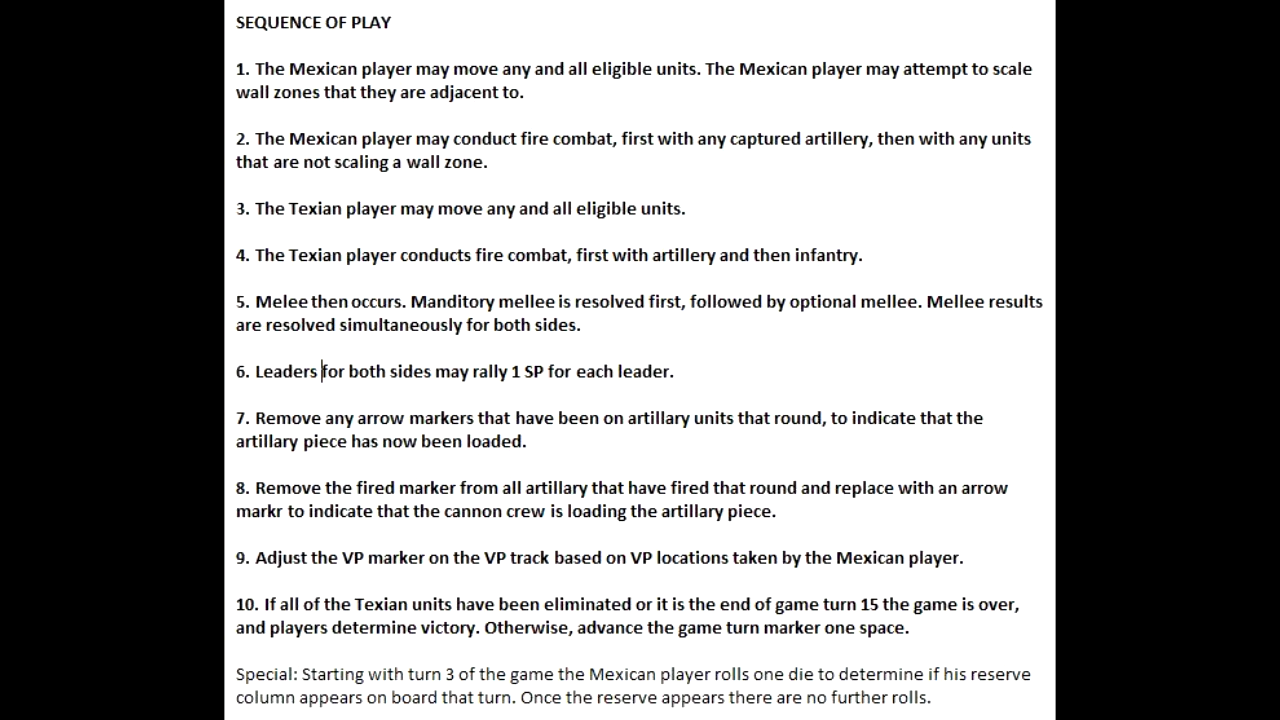 SEQUENCE OF PLAY
1. The Mexican player may move any and all eligible units. The Mexican player may attempt to scale
wall zones that they are adjacent to.
2. The Mexican player may conduct fire combat, first with any captured artillery, then with any units
that are not scaling a wall zone.
3. The Texian player may move any and all eligible units.
4. The Texian player conducts fire combat, first with artillery and then infantry.
5. Melee then occurs. Manditory mellee is resolved first, followed by optional mellee. Mellee results
are resolved simultaneously for both sides.
6. Leaders for both sides may rally 1 SP for each leader.
7. Remove any arrow markers that have been on artillary units that round, to indicate that the
artillary piece has now been loaded.
8. Remove the fired marker from all artillary that have fired that round and replace with an arrow
markr to indicate that the cannon crew is loading the artillary piece.
9. Adjust the VP marker on the VP track based on VP locations taken by the Mexican player.
10. If all of the Texian units have been eliminated or it is the end of game turn 15 the game is over,
and players determine victory. Otherwise, advance the game turn marker one space.
Special: Starting with turn 3 of the game the Mexican player rolls one die to determine if his reserve
column appears on board that turn. Once the reserve appears there are no further rolls.